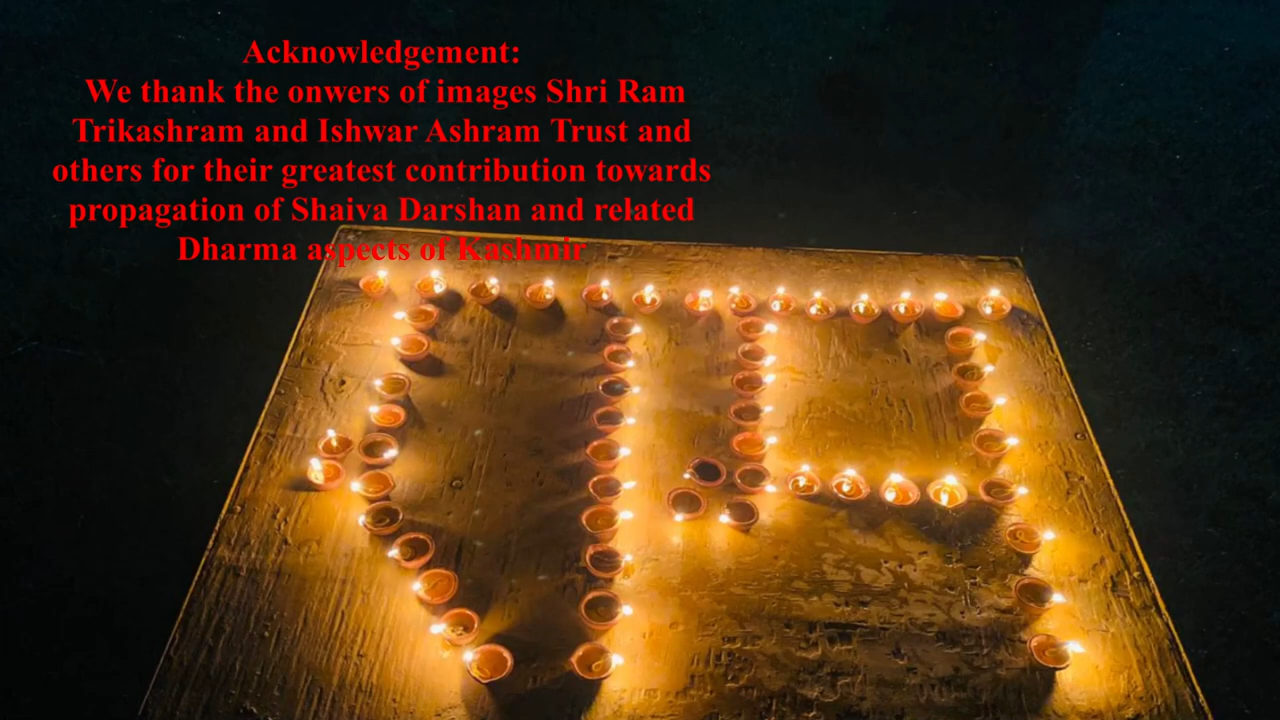 Acknowledgement:
We thank the onwers of images Shri Ram
Trikashram and Ishwar Ashram Trust and
others for their greatest contribution towards
propagation of Shaiva Darshan and related
Dharma aspects of Kashmir
राम